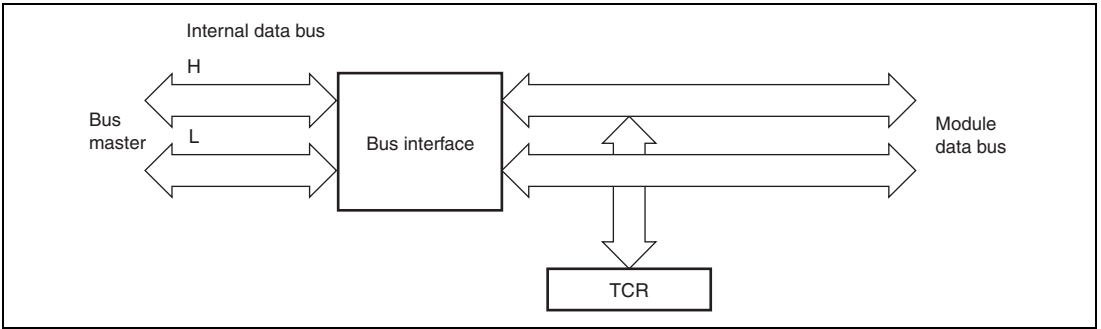 Internal data bus
H
Bus
master
L
Bus interface
Module
data bus
TCR